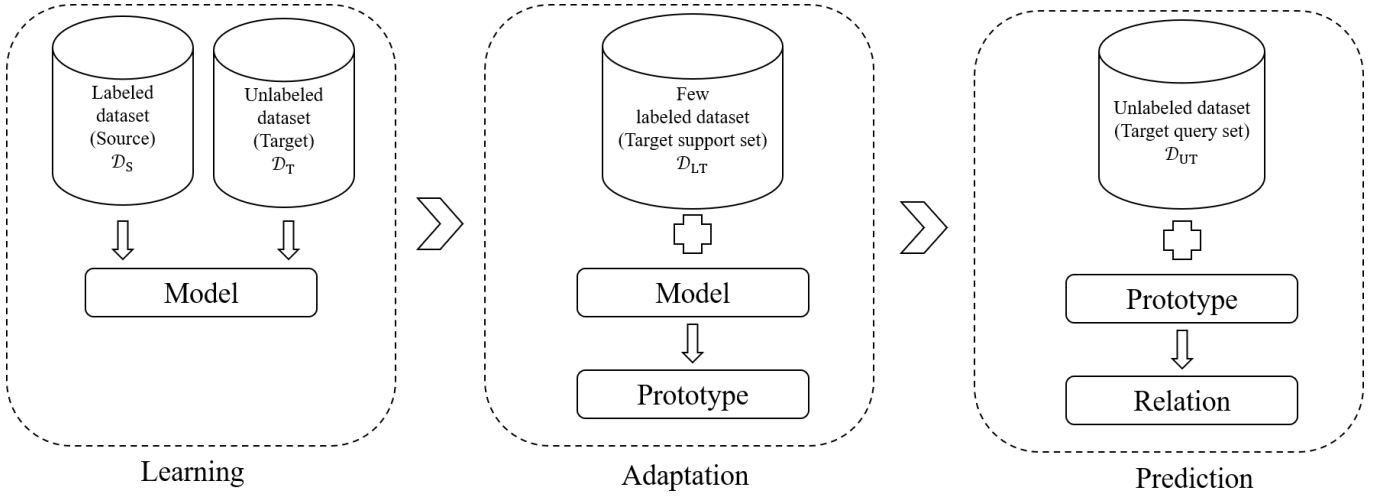 Labeled
dataset
(Source)
𝒟S
Unlabeled
dataset
(Target)
𝒟T
Model
Learning
Few
labeled dataset
(Target support set)
𝒟LT
Model
Prototype
Adaptation
Unlabeled dataset
(Target query set)
𝒟UT
Prototype
Relation
Prediction